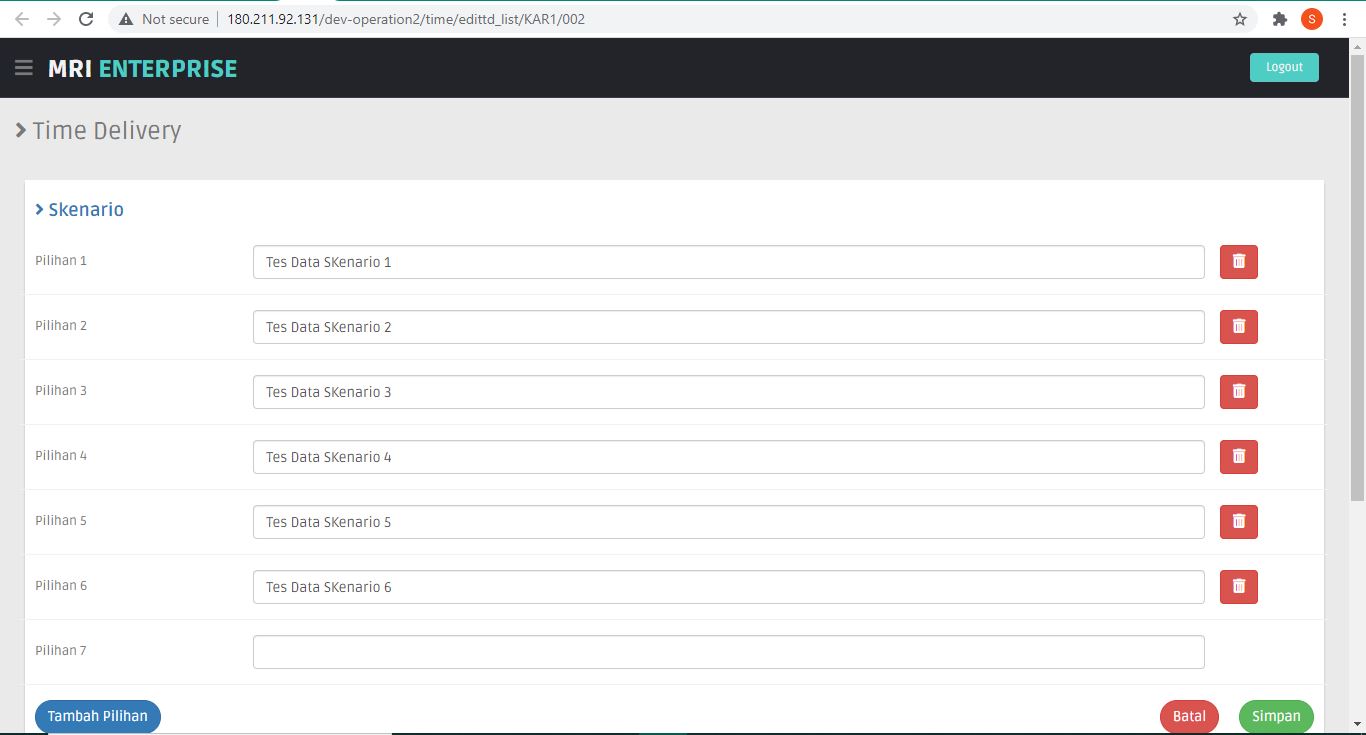 Not secure | 180.211.92.131/dev-operation2/time/edittd_list/KAR1/002
S
MRI ENTERPRISE
Logout
Time Delivery
Skenario
Pilihan 1
Tes Data SKenario 1
Pilihan 2
Tes Data SKenario 2
Pilihan 3
Tes Data SKenario 3
Pilihan 4
Tes Data SKenario 4
Pilihan 5
Tes Data SKenario 5
Pilihan 6
Tes Data SKenario 6
Pilihan 7
Tambah Pilihan
Batal
Simpan